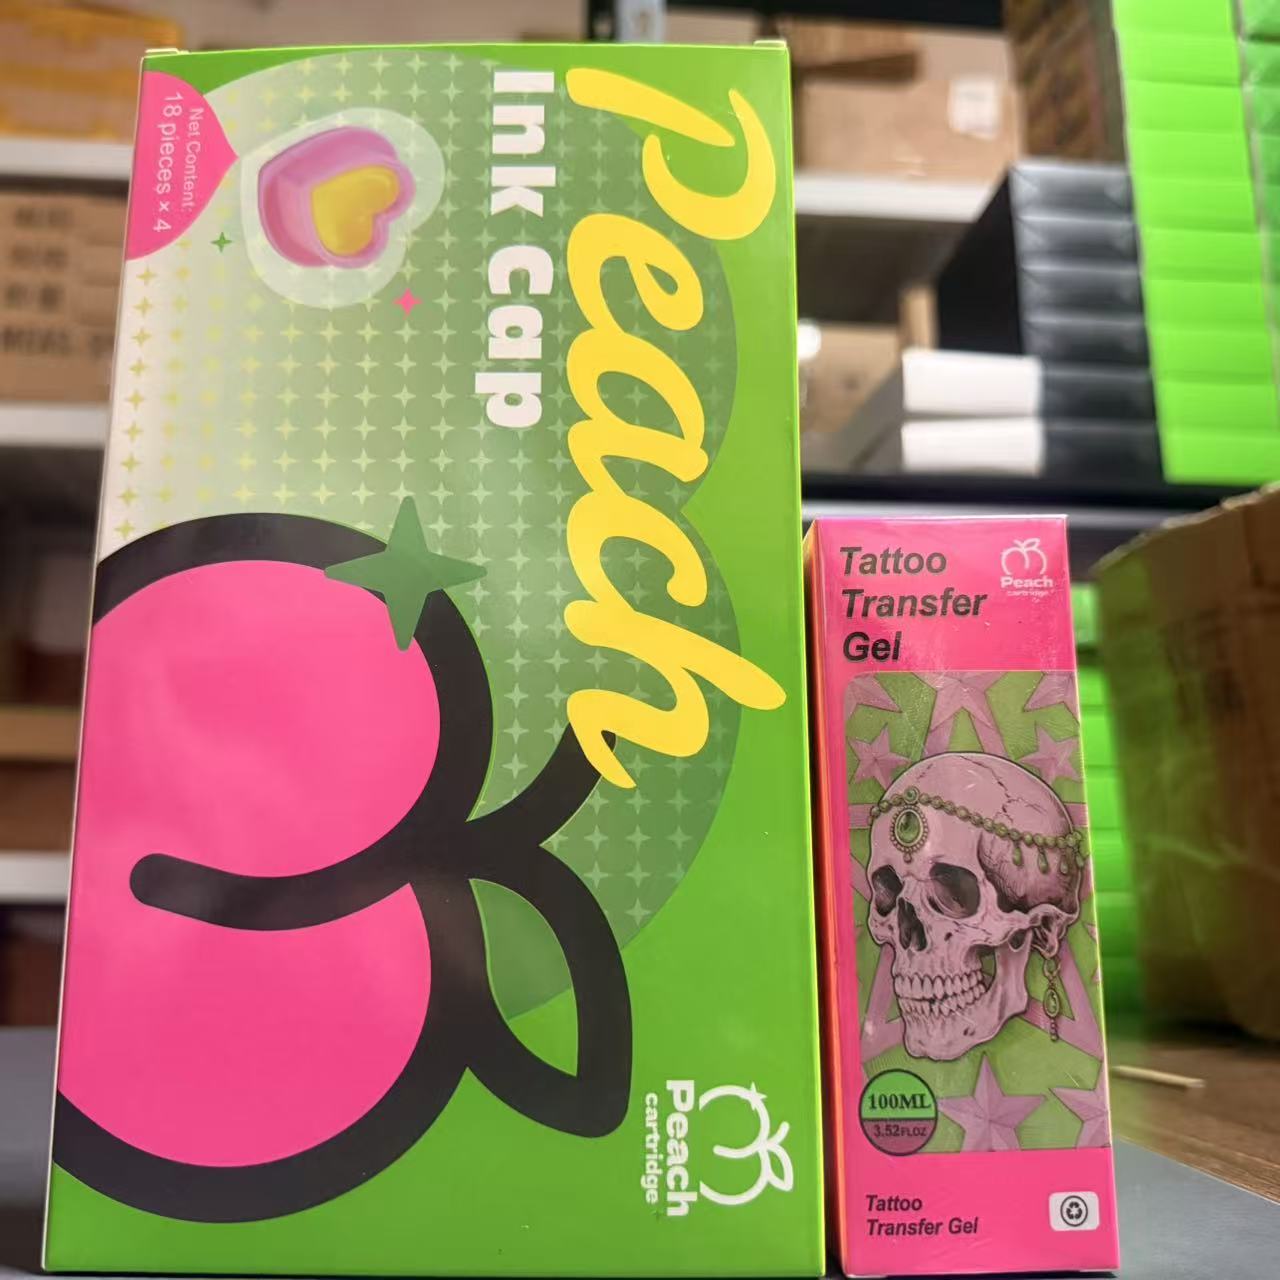 Peach
Ink cap
Net Content:
18 pieces × 4
Peach
cartridge
Tattoo
Transfer
Gel
Peach
cartridge
100ML
3.52FLOZ
Tattoo
Transfer Gel